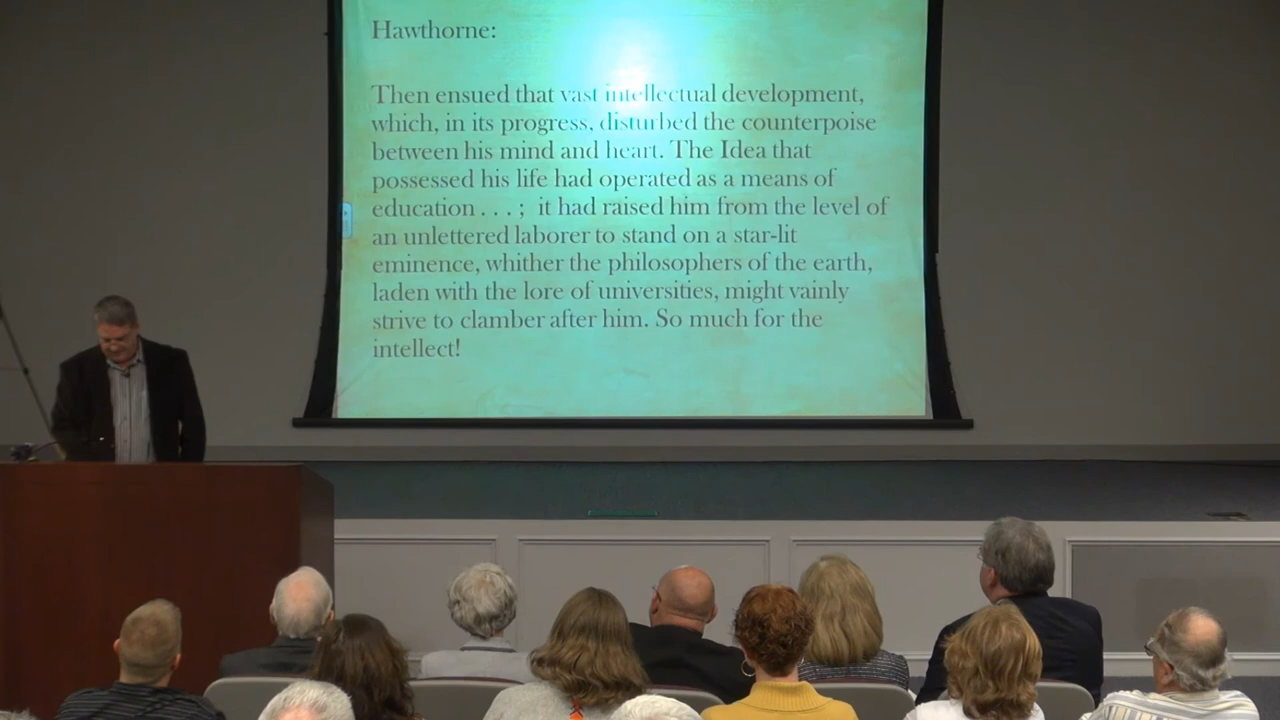 Hawthorne:
Then ensued that vast intellectual development,
which, in its progress, disturbed the counterpoise
between his mind and heart. The Idea that
possessed his life had operated as a means of
education . . . ; it had raised him from the level of
an unlettered laborer to stand on a star-lit
eminence, whither the philosophers of the earth,
laden with the lore of universities, might vainly
strive to clamber after him. So much for the
intellect!